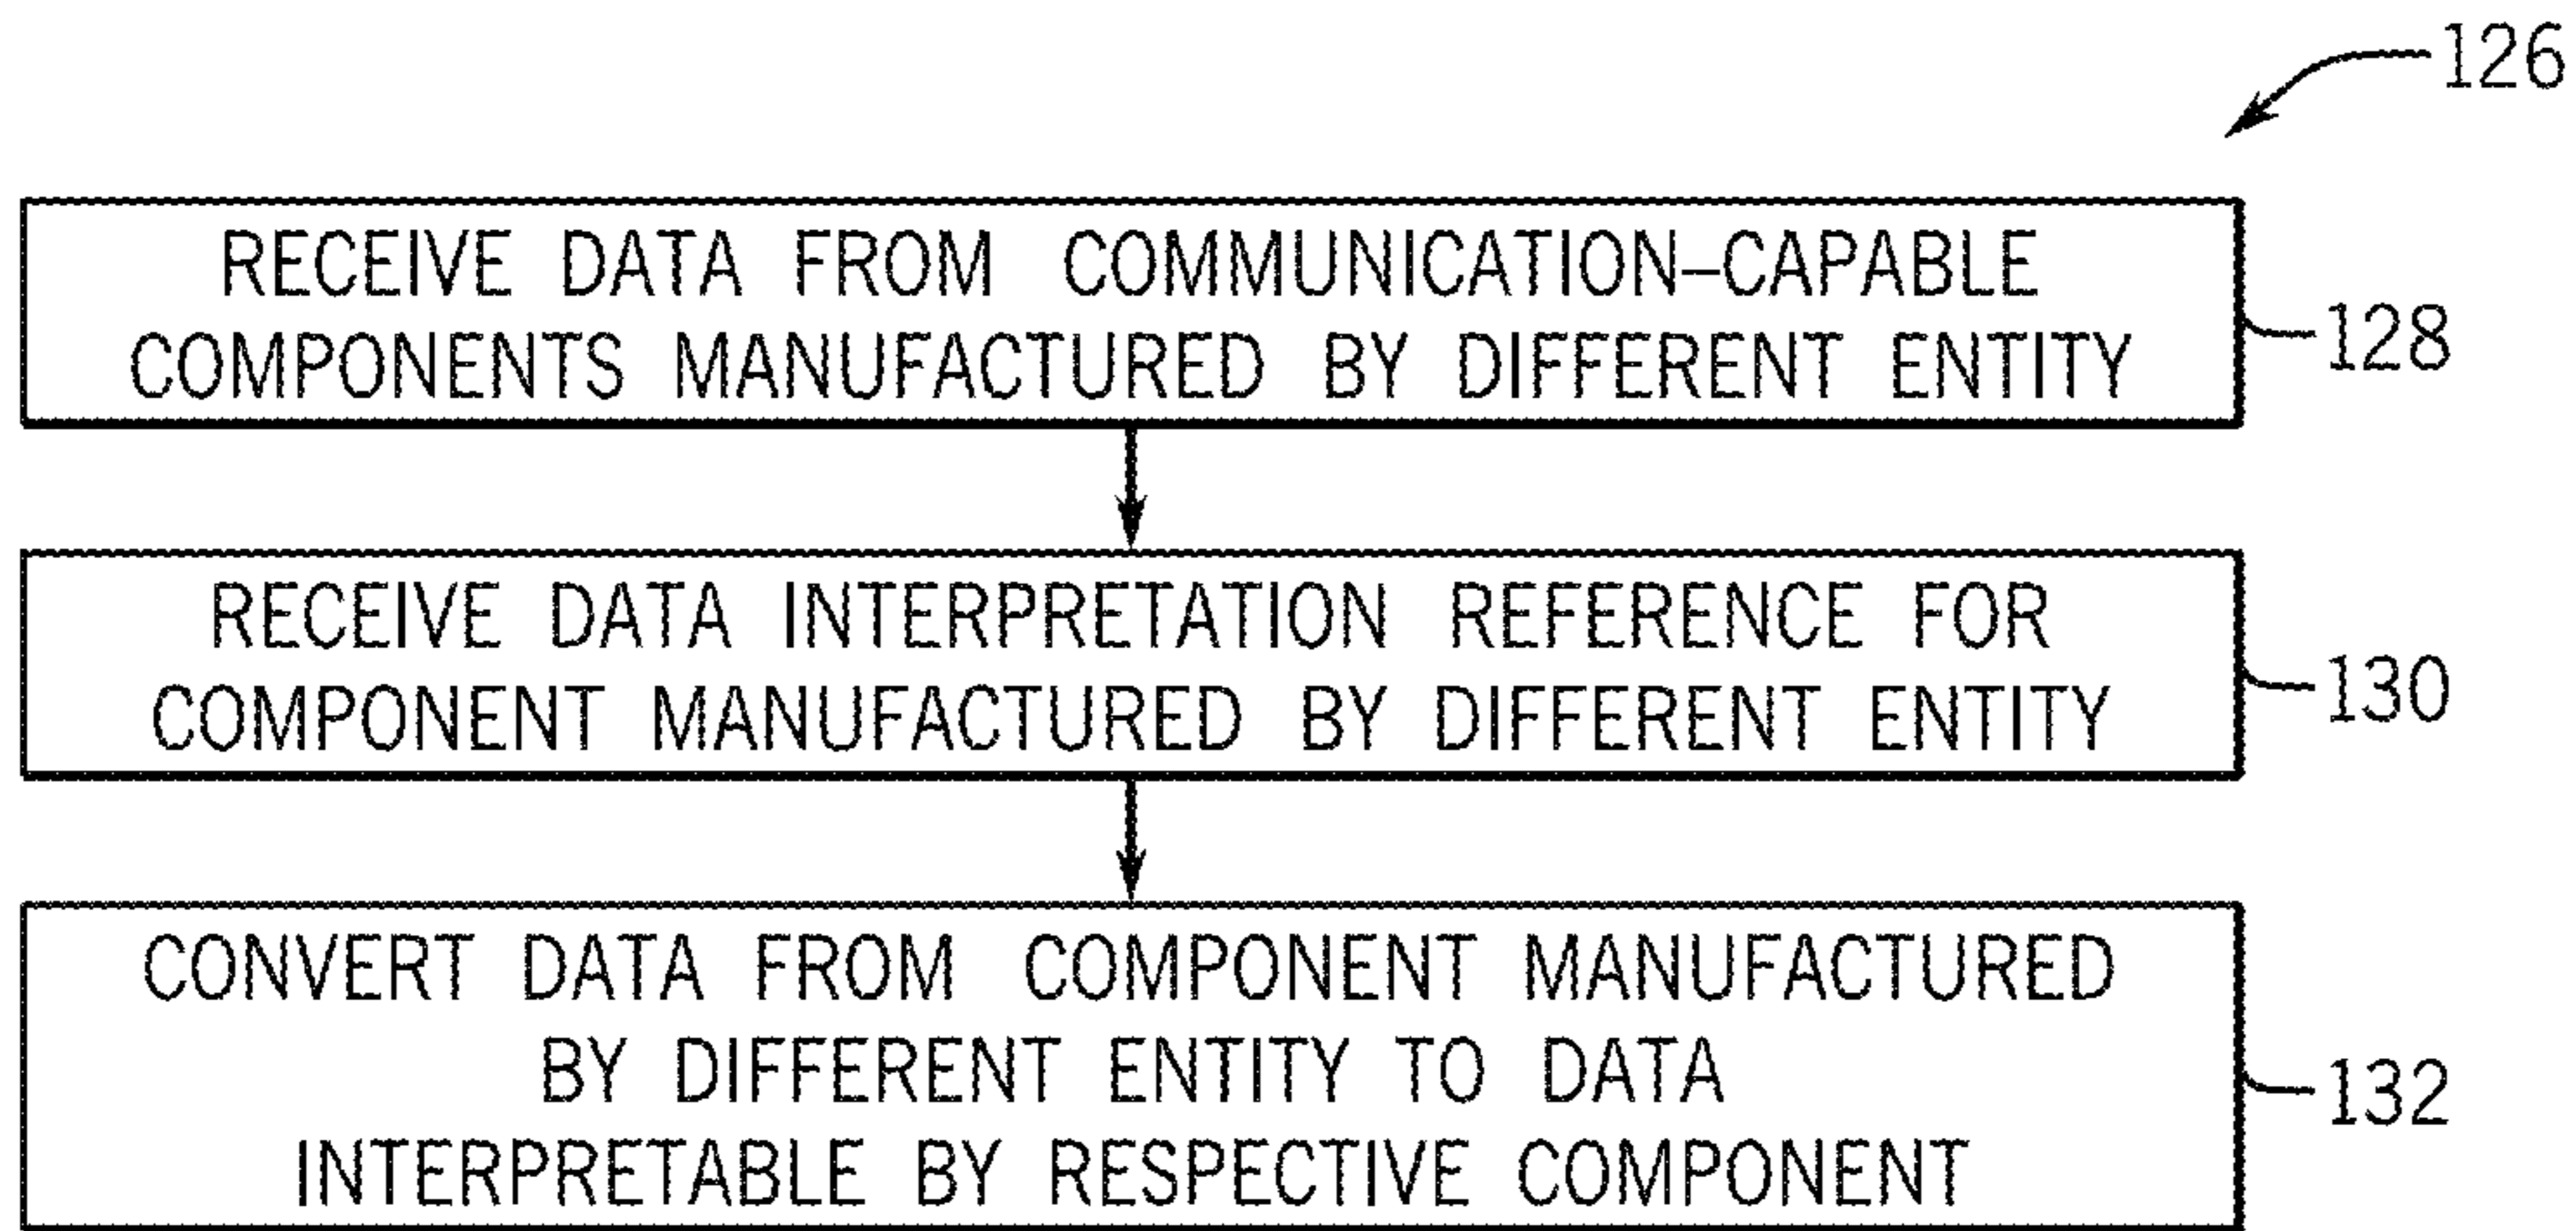 126
RECEIVE DATA FROM COMMUNICATION–CAPABLE
COMPONENTS MANUFACTURED BY DIFFERENT ENTITY
128
RECEIVE DATA INTERPRETATION REFERENCE FOR
COMPONENT MANUFACTURED BY DIFFERENT ENTITY
130
CONVERT DATA FROM COMPONENT MANUFACTURED
BY DIFFERENT ENTITY TO DATA
INTERPRETABLE BY RESPECTIVE COMPONENT
132